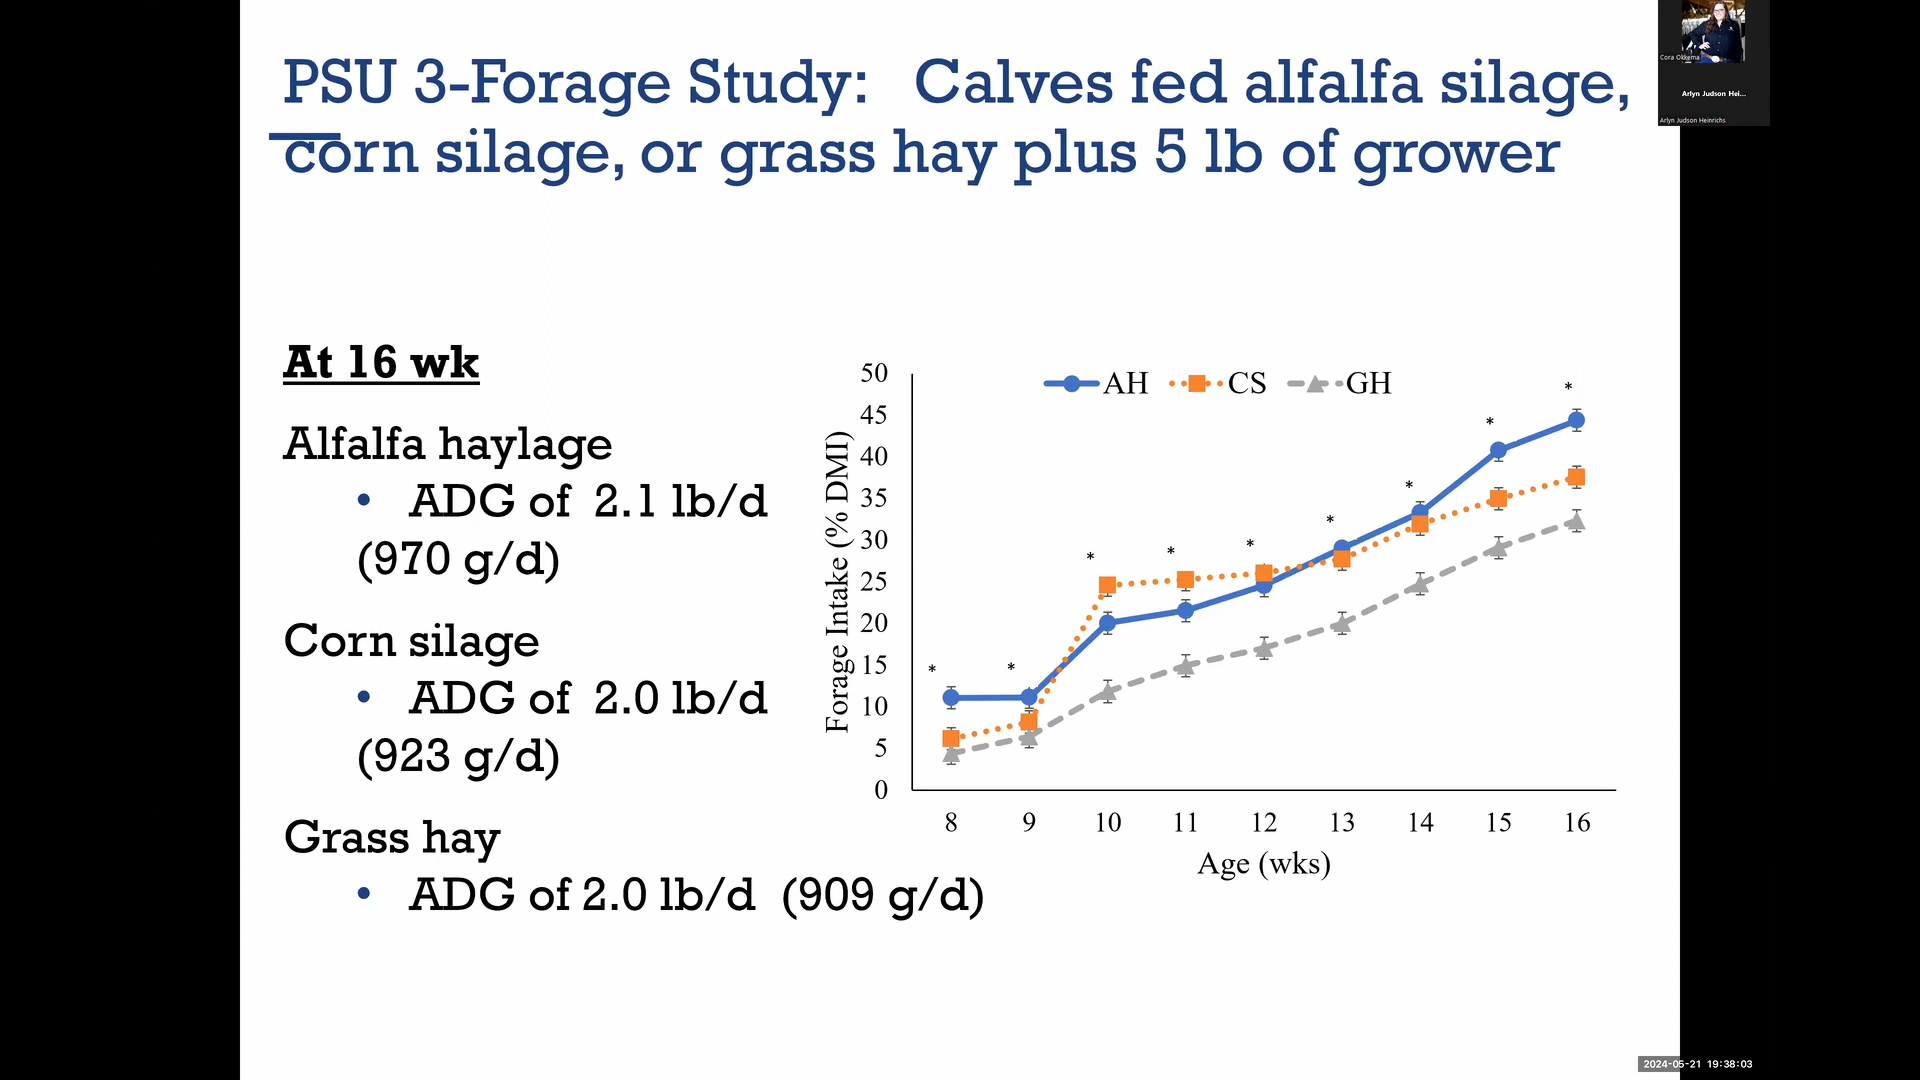 PSU 3-Forage Study: Calves fed alfalfa silage,
corn silage, or grass hay plus 5 lb of grower
Cora Okkema
Arlyn Judson Hei...
Arlyn Judson Heinrichs
At 16 wk
Alfalfa haylage
• ADG of 2.1 lb/d
(970 g/d)
Corn silage
• ADG of 2.0 lb/d
(923 g/d)
Grass hay
• ADG of 2.0 lb/d (909 g/d)
AH CS GH
Forage Intake (% DMI)
50
45
40
35
30
25
20
15
10
5
0
* * * * * * * * *
8 9 10 11 12 13 14 15 16
Age (wks)
2024-05-21 19:38:03